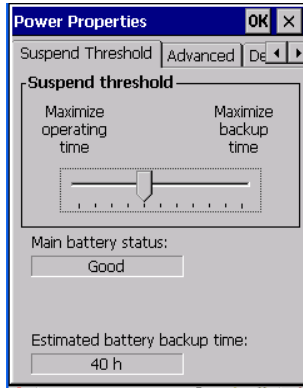 Power Properties OK ×
Suspend Threshold Advanced De
Suspend threshold
Maximize Maximize
operating backup
time time
Main battery status:
Good
Estimated battery backup time:
40 h